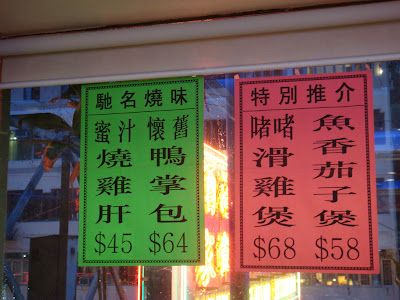 馳名燒味
懷舊鴨掌包
$64
蜜汁燒雞肝
$45
特別推介
魚香茄子煲
$58
啫啫滑雞煲
$68